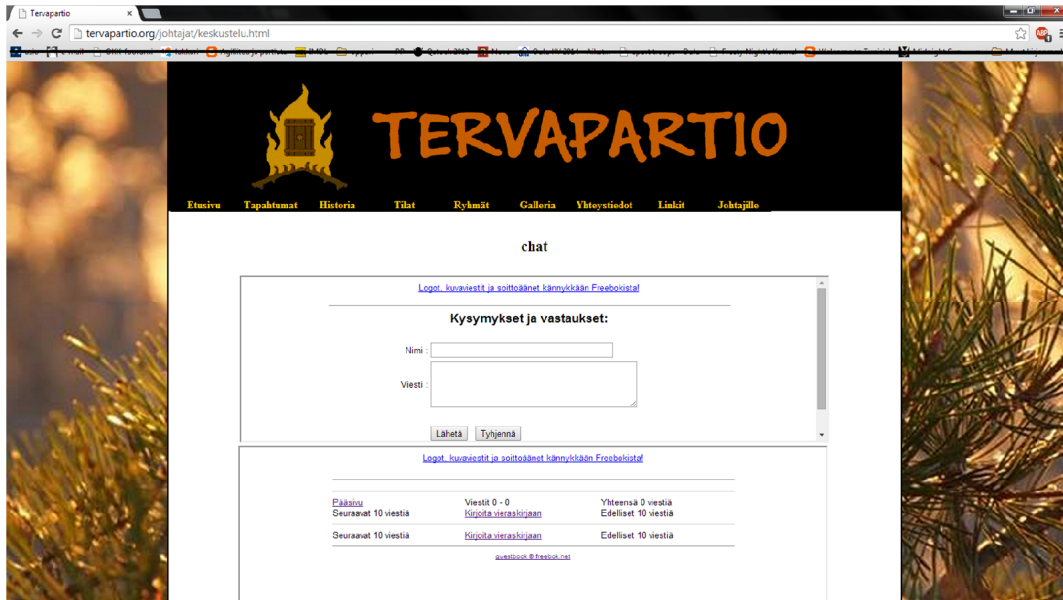 Tervapartio
tervapartio.org/johtajat/keskustelu.html
ABP
TERVAPARTIO
Etusivu Tapahtumat Historia Tilat Ryhmät Galleria Yhteystiedot Linkit Johtajille
chat
Logot, kuvaviestit ja soittoäänet kännykkään Freebokista!
Kysymykset ja vastaukset:
Nimi :
Viesti :
Lähetä Tyhjennä
Logot, kuvaviestit ja soittoäänet kännykkään Freebokista!
Pääsivu Viestit 0 - 0 Yhteensä 0 viestiä
Seuraavat 10 viestiä Kirjoita vieraskirjaan Edelliset 10 viestiä
Seuraavat 10 viestiä Kirjoita vieraskirjaan Edelliset 10 viestiä
guestbook @ freebok.net